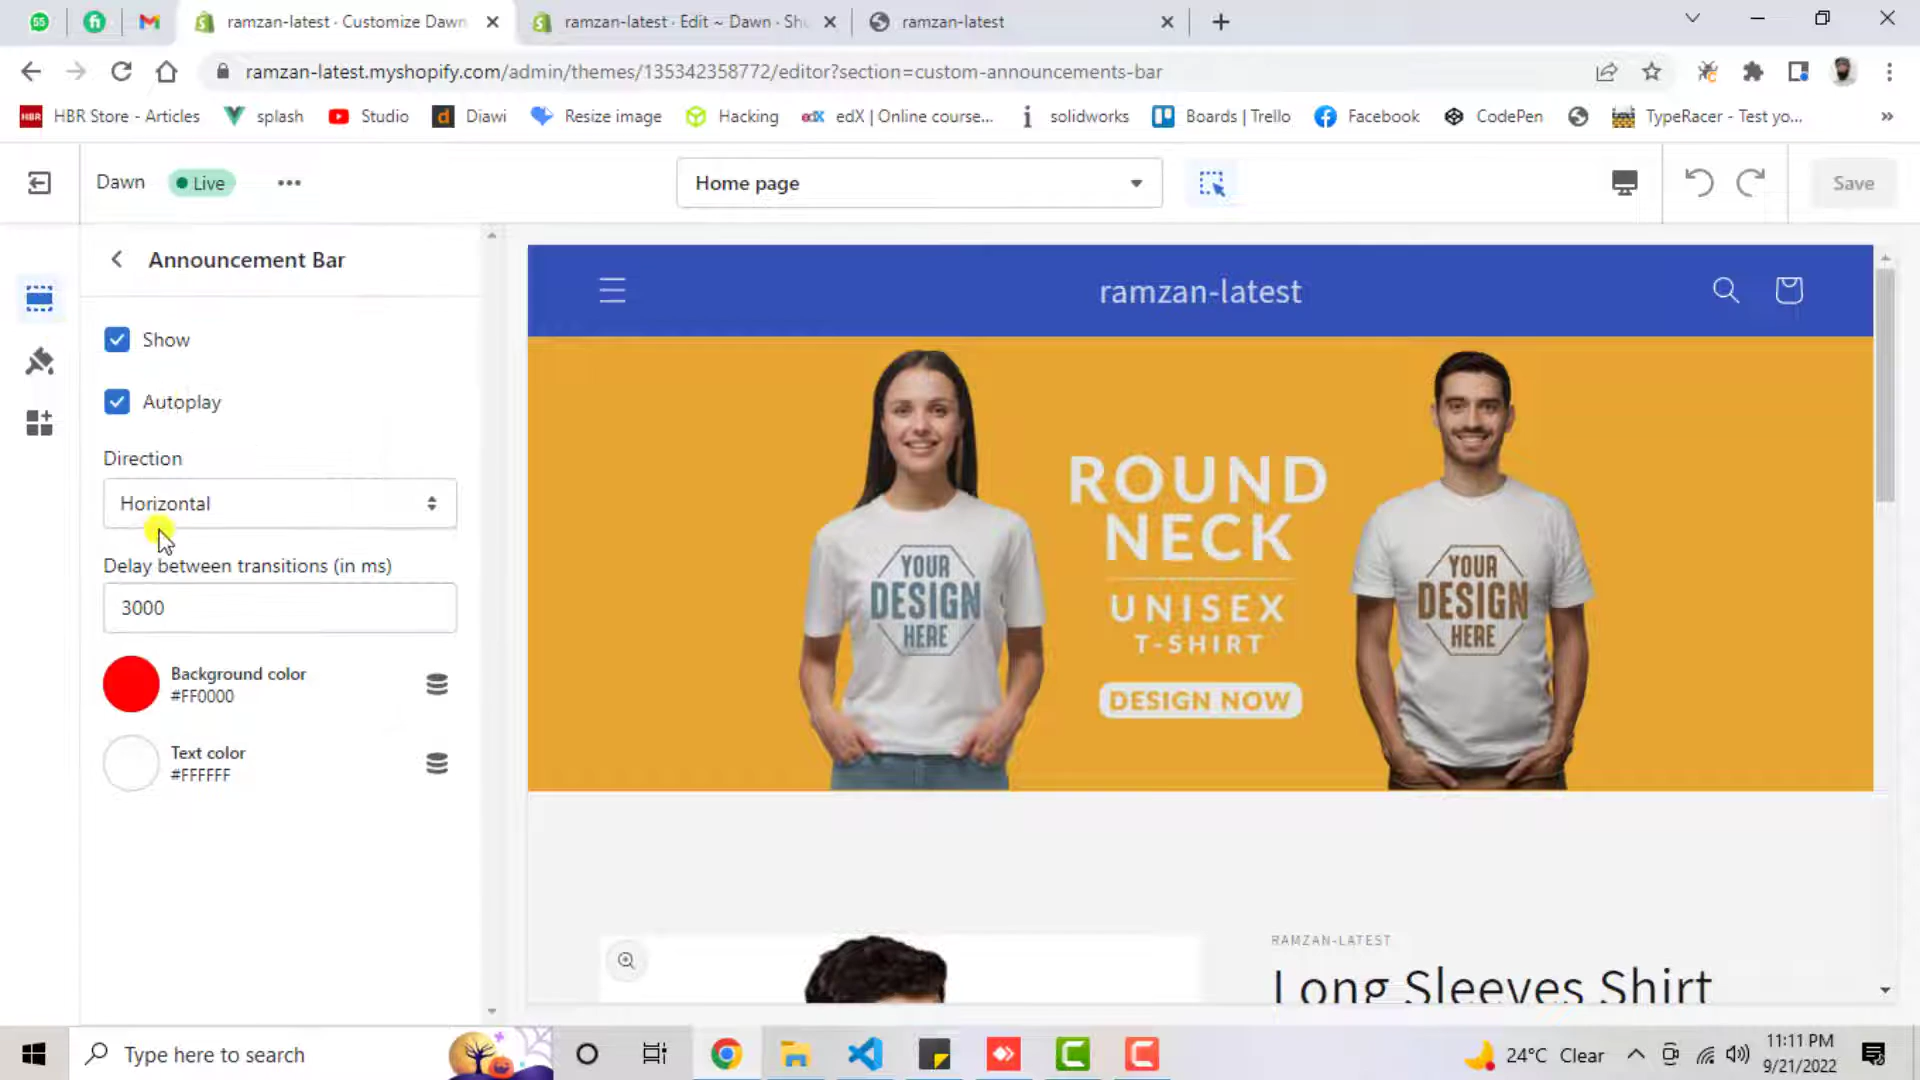 ramzan-latest · Customize Dawn
ramzan-latest · Edit ~ Dawn · Sh
ramzan-latest
ramzan-latest.myshopify.com/admin/themes/135342358772/editor?section=custom-announcements-bar
HBR
HBR Store - Articles
splash
Studio
Diawi
Resize image
Hacking
edX
edX | Online course...
solidworks
Boards | Trello
Facebook
CodePen
TypeRacer - Test yo...
Dawn
Live
Home page
Save
Announcement Bar
Show
Autoplay
Direction
Horizontal
Delay between transitions (in ms)
3000
Background color
#FF0000
Text color
#FFFFFF
ramzan-latest
ROUND
NECK
UNISEX
T-SHIRT
DESIGN NOW
YOUR
DESIGN
HERE
YOUR
DESIGN
HERE
RAMZAN-LATEST
Long Sleeves Shirt
Type here to search
24°C Clear
11:11 PM
9/21/2022